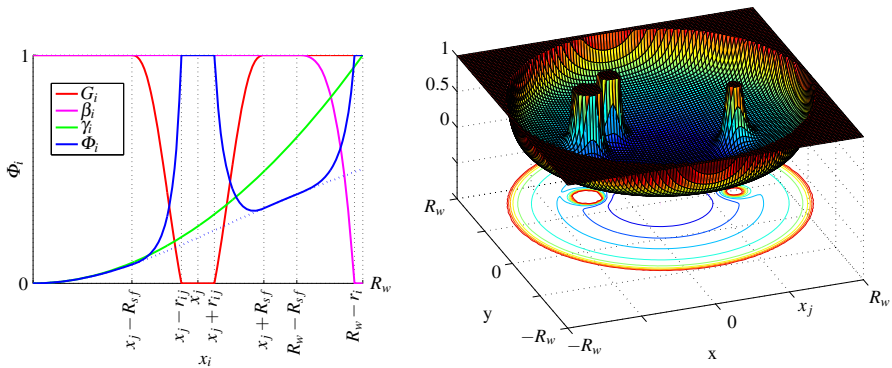 1
G_i
β_i
γ_i
Φ_i
Φ_i
0
R_w
x_j − R_sf
x_j − r_ij
x_j
x_j + r_ij
x_j + R_sf
R_w − R_sf
R_w − r_i
x_i
1
0.5
0
R_w
0
y
−R_w
−R_w
0
x_j
R_w
x